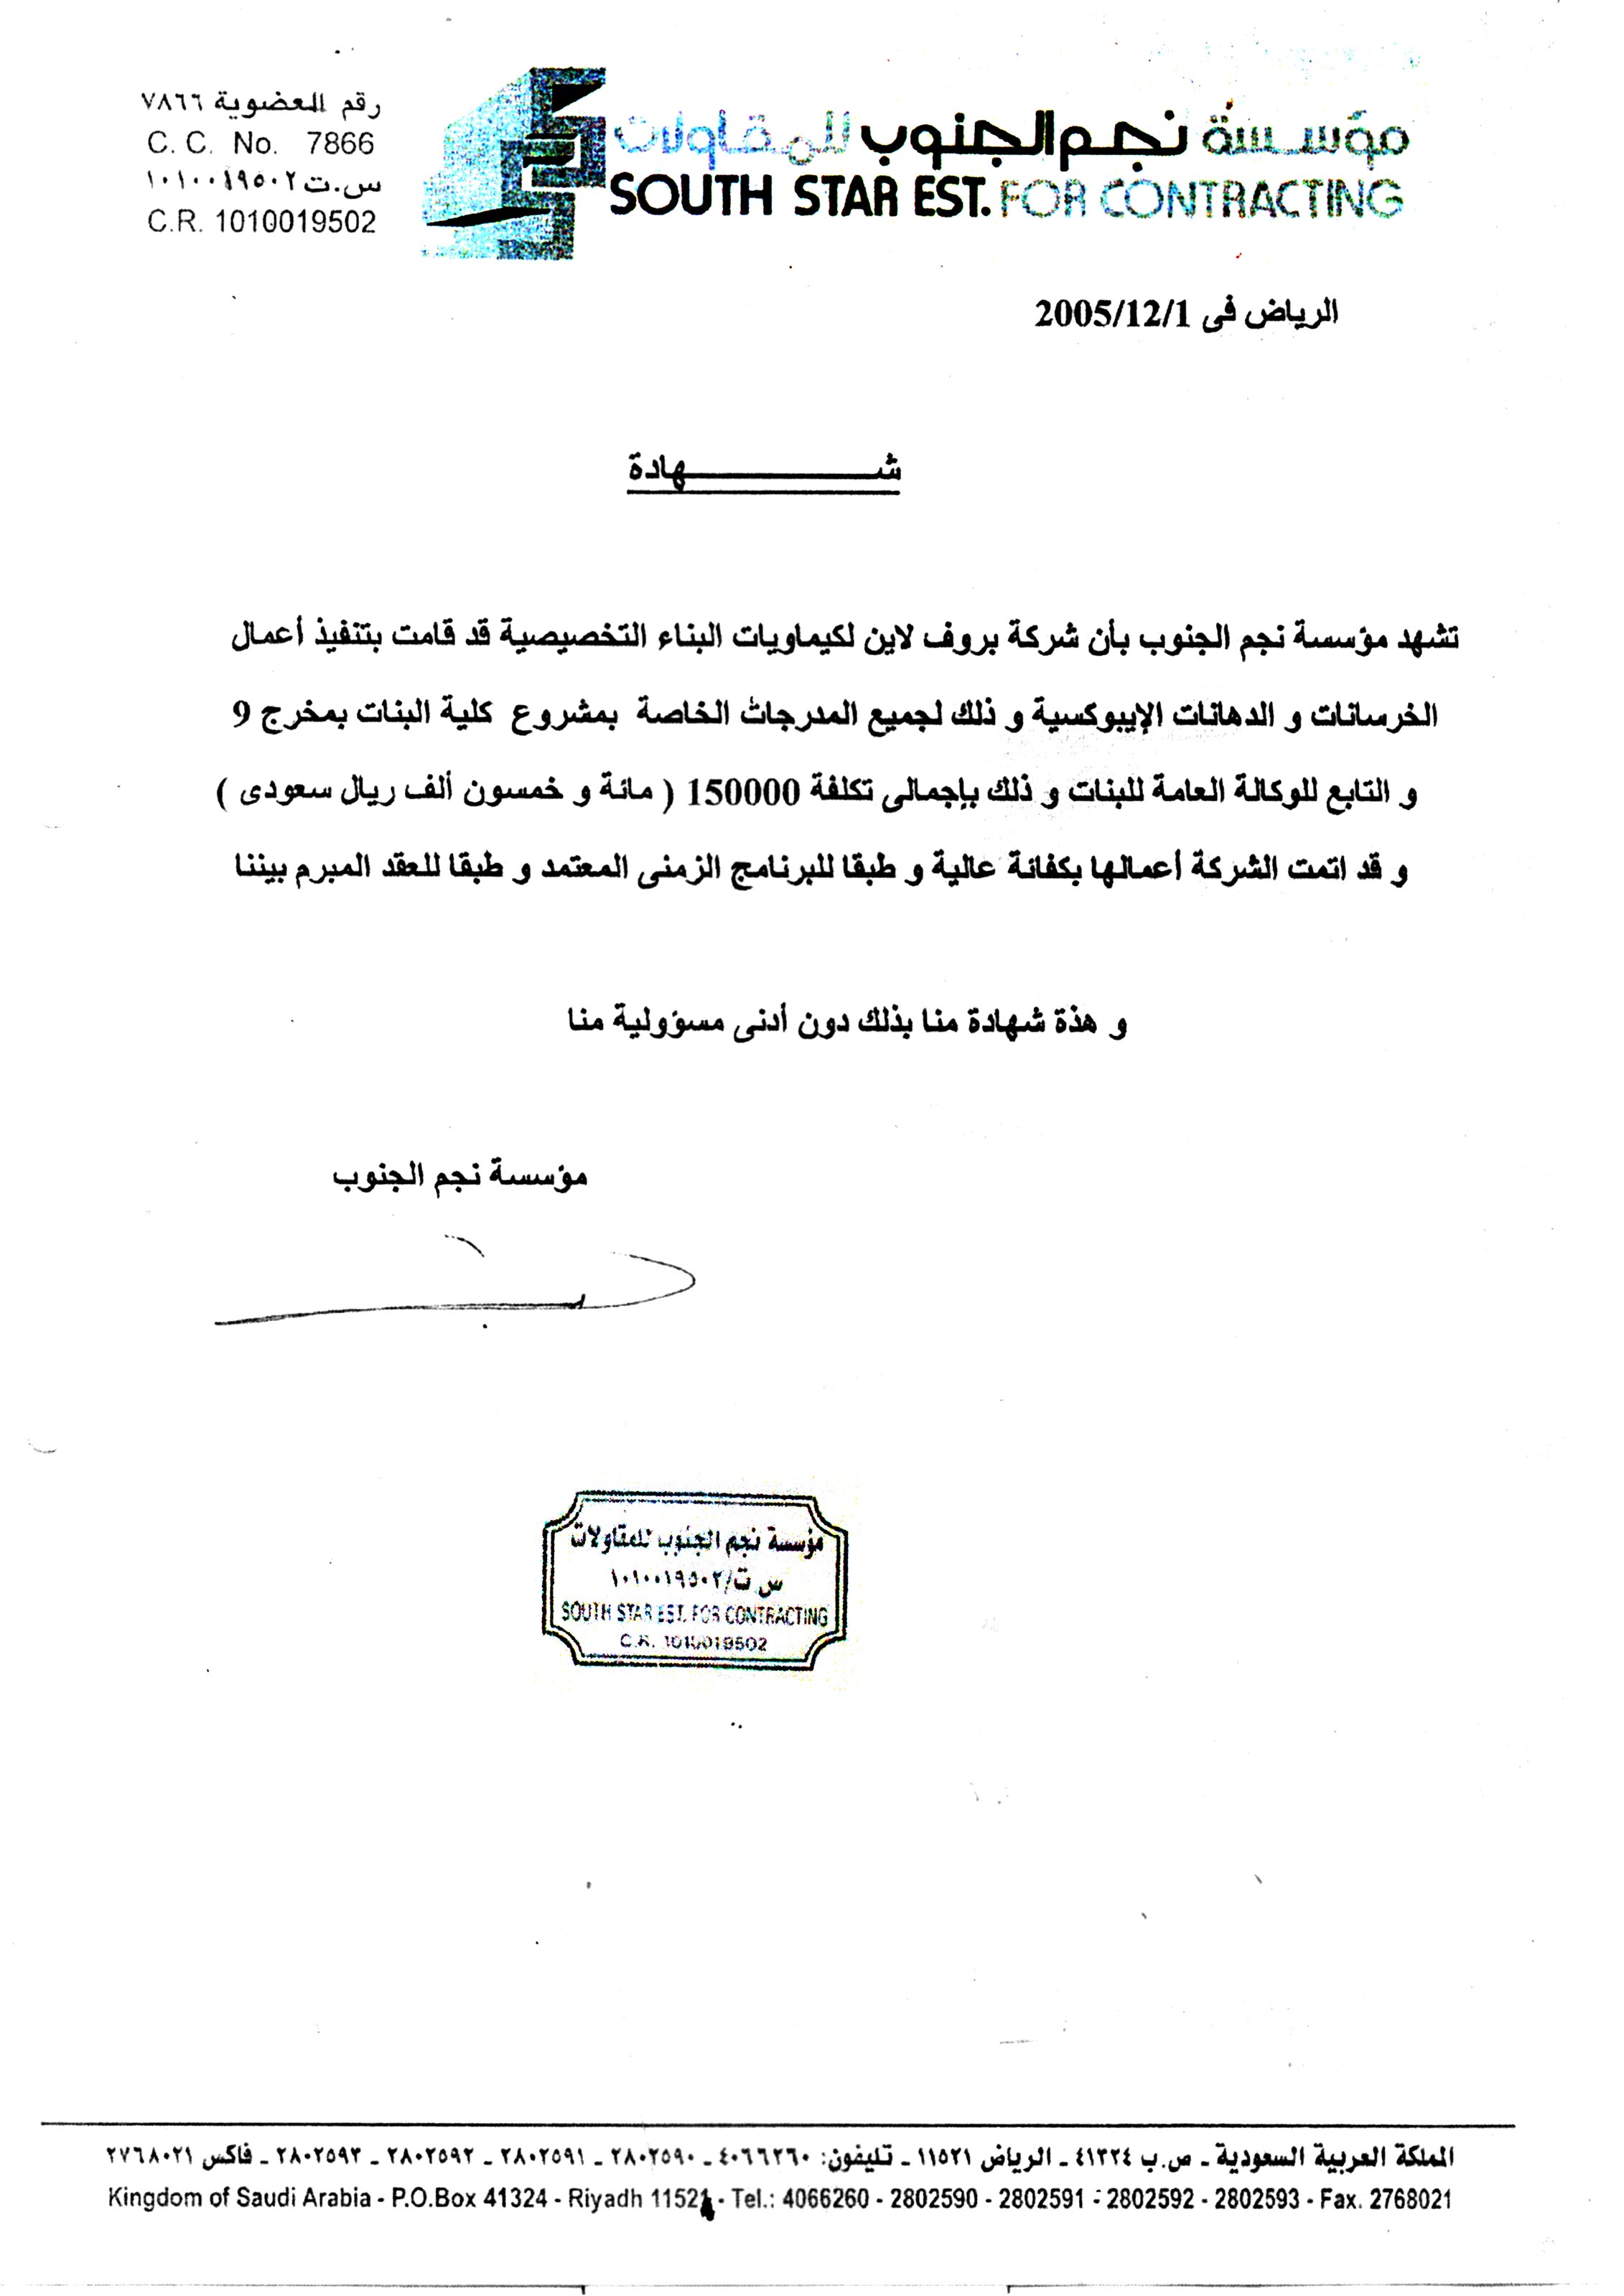 رقم العضوية ٧٨٦٦
C. C. No. 7866
س.ت ١٠١٠٠١٩٥٠٢
C.R. 1010019502
مؤسسة نجم الجنوب للمقاولات
SOUTH STAR EST. FOR CONTRACTING
الرياض فى 2005/12/1
شـــــــــــهادة
تشهد مؤسسة نجم الجنوب بأن شركة بروف لاين لكيماويات البناء التخصيصية قد قامت بتنفيذ أعمال
الخرسانات و الدهانات الإيبوكسية و ذلك لجميع المدرجات الخاصة بمشروع كلية البنات بمخرج 9
و التابع للوكالة العامة للبنات و ذلك بإجمالى تكلفة 150000 ( مائة و خمسون ألف ريال سعودى )
و قد اتمت الشركة أعمالها بكفائة عالية و طبقا للبرنامج الزمنى المعتمد و طبقا للعقد المبرم بيننا
و هذة شهادة منا بذلك دون أدنى مسؤولية منا
مؤسسة نجم الجنوب
مؤسسة نجم الجنوب للمقاولات
س ت/١٠١٠٠١٩٥٠٢
SOUTH STAR EST. FOR CONTRACTING
C.R. 1010019502
المملكة العربية السعودية ـ ص.ب ٤١٣٢٤ ـ الرياض ١١٥٢١ ـ تليفون: ٤٠٦٦٢٦٠ ـ ٢٨٠٢٥٩٠ ـ ٢٨٠٢٥٩١ ـ ٢٨٠٢٥٩٢ ـ ٢٨٠٢٥٩٣ ـ فاكس ٢٧٦٨٠٢١
Kingdom of Saudi Arabia - P.O.Box 41324 - Riyadh 11521 - Tel.: 4066260 - 2802590 - 2802591 - 2802592 - 2802593 - Fax. 2768021